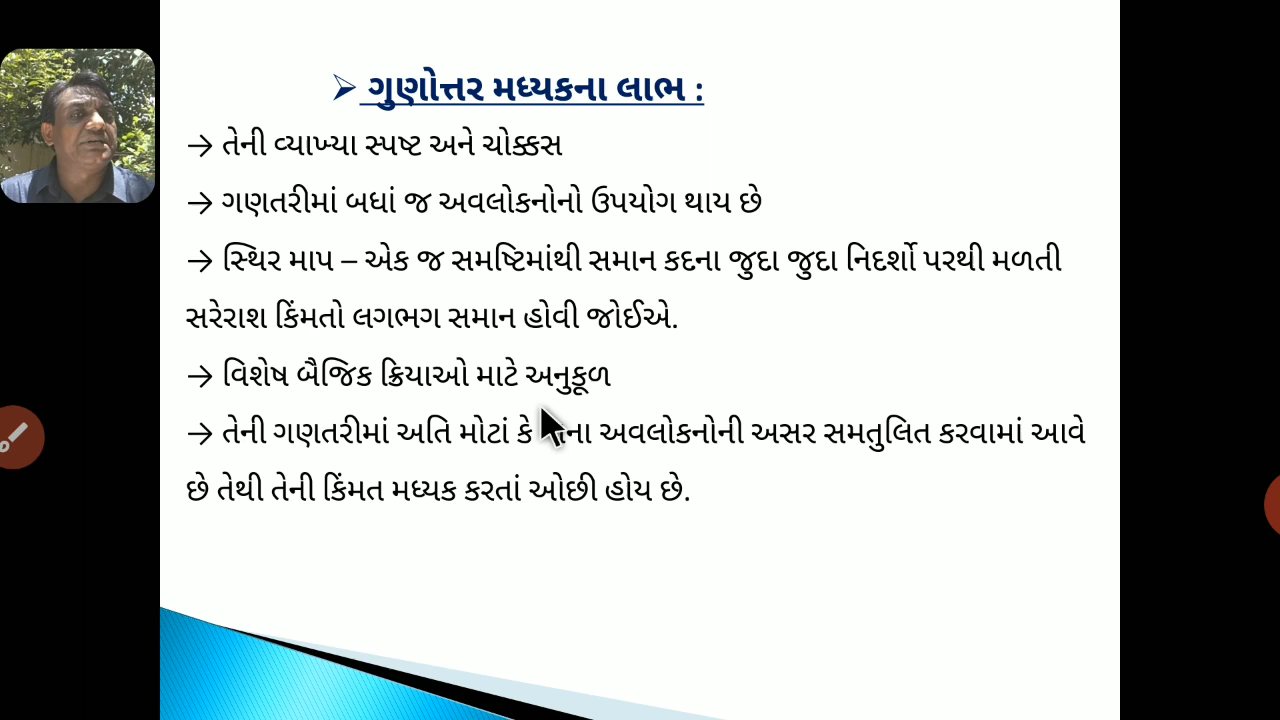 ➢ ગુણોત્તર મધ્યકના લાભ :
→ તેની વ્યાખ્યા સ્પષ્ટ અને ચોક્કસ
→ ગણતરીમાં બધાં જ અવલોકનોનો ઉપયોગ થાય છે
→ સ્થિર માપ – એક જ સમષ્ટિમાંથી સમાન કદના જુદા જુદા નિદર્શો પરથી મળતી
સરેરાશ કિંમતો લગભગ સમાન હોવી જોઈએ.
→ વિશેષ બૈજિક ક્રિયાઓ માટે અનુકૂળ
→ તેની ગણતરીમાં અતિ મોટાં કે અવલોકનોની અસર સમતુલિત કરવામાં આવે
છે તેથી તેની કિંમત મધ્યક કરતાં ઓછી હોય છે.